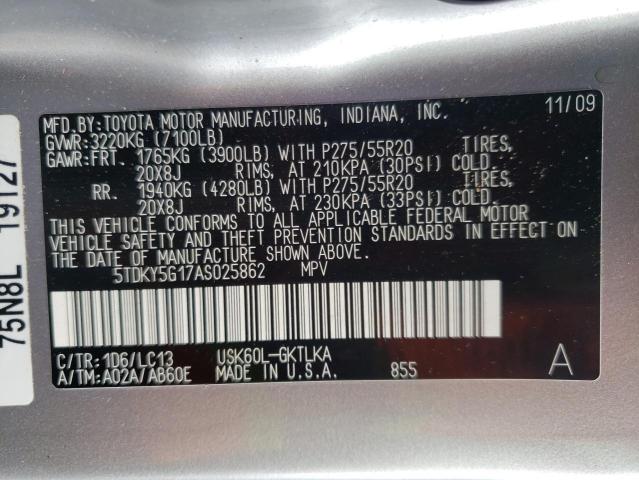 MFD.BY:TOYOTA MOTOR MANUFACTURING, INDIANA, INC. 11/09
GVWR:3220KG (7100LB)
GAWR:FRT. 1765KG (3900LB) WITH P275/55R20 TIRES,
20X8J RIMS, AT 210KPA (30PSI) COLD.
RR. 1940KG (4280LB) WITH P275/55R20 TIRES,
20X8J RIMS, AT 230KPA (33PSI) COLD.
THIS VEHICLE CONFORMS TO ALL APPLICABLE FEDERAL MOTOR
VEHICLE SAFETY AND THEFT PREVENTION STANDARDS IN EFFECT ON
THE DATE OF MANUFACTURE SHOWN ABOVE.
5TDKY5G17AS025862 MPV
C/TR:1D6/LC13 USK60L-GKTLKA
A/TM:A02A/AB60E MADE IN U.S.A. 855 A
75N8L 19127